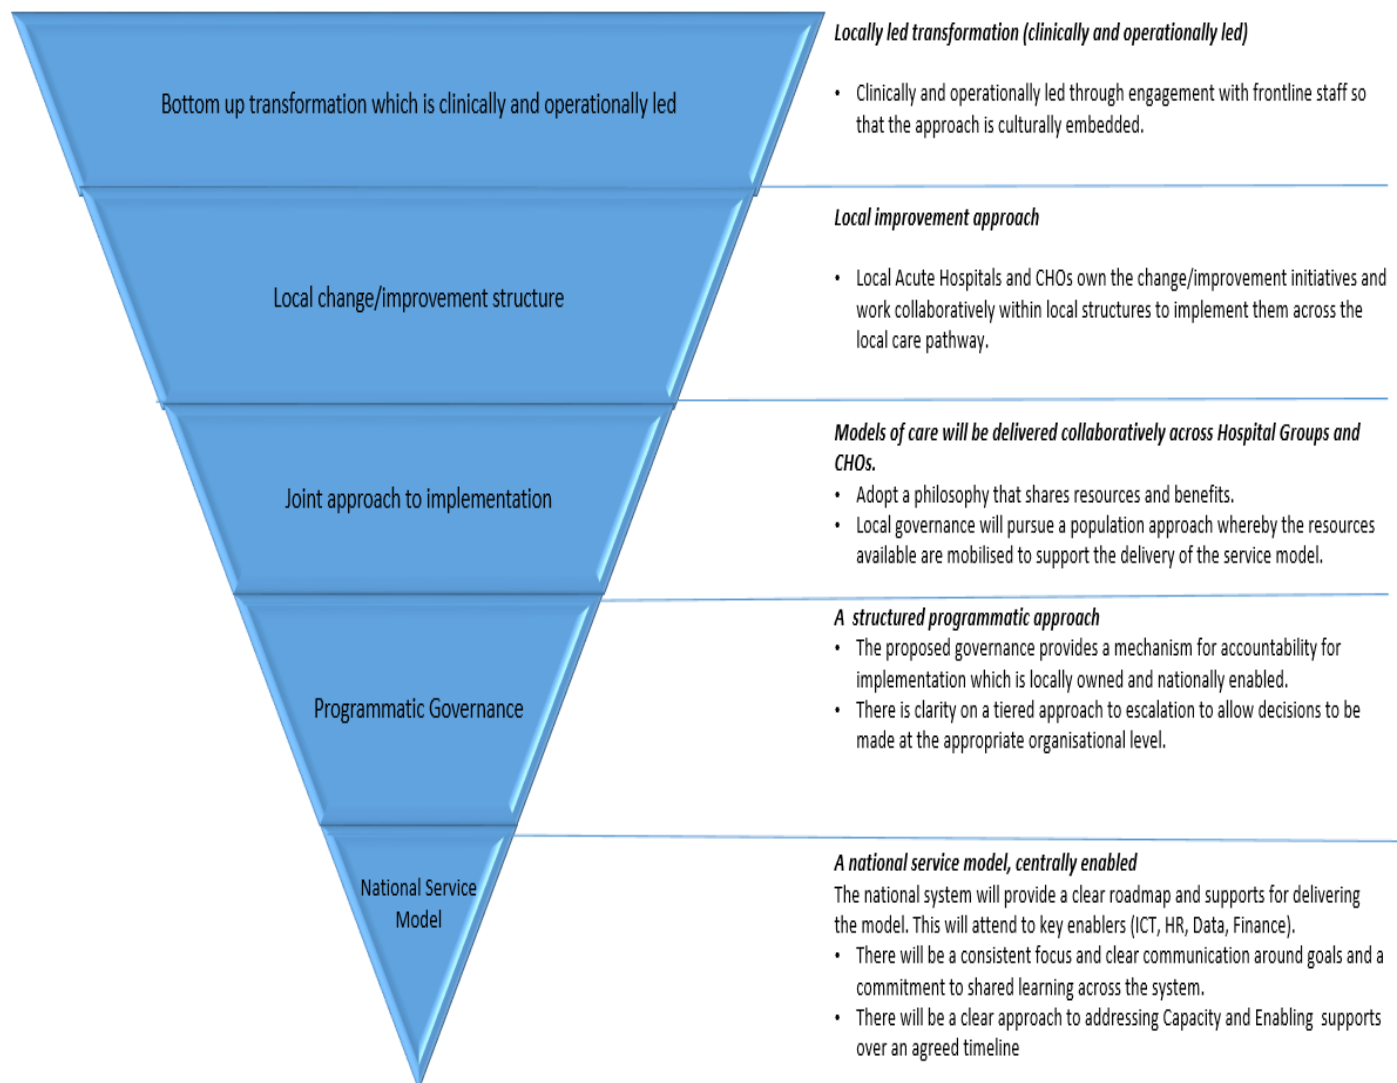 Bottom up transformation which is clinically and operationally led
Locally led transformation (clinically and operationally led)
• Clinically and operationally led through engagement with frontline staff so
that the approach is culturally embedded.
Local change/improvement structure
Local improvement approach
• Local Acute Hospitals and CHOs own the change/improvement initiatives and
work collaboratively within local structures to implement them across the
local care pathway.
Joint approach to implementation
Models of care will be delivered collaboratively across Hospital Groups and
CHOs.
• Adopt a philosophy that shares resources and benefits.
• Local governance will pursue a population approach whereby the resources
available are mobilised to support the delivery of the service model.
Programmatic Governance
A structured programmatic approach
• The proposed governance provides a mechanism for accountability for
implementation which is locally owned and nationally enabled.
• There is clarity on a tiered approach to escalation to allow decisions to be
made at the appropriate organisational level.
National Service
Model
A national service model, centrally enabled
The national system will provide a clear roadmap and supports for delivering
the model. This will attend to key enablers (ICT, HR, Data, Finance).
• There will be a consistent focus and clear communication around goals and a
commitment to shared learning across the system.
• There will be a clear approach to addressing Capacity and Enabling supports
over an agreed timeline